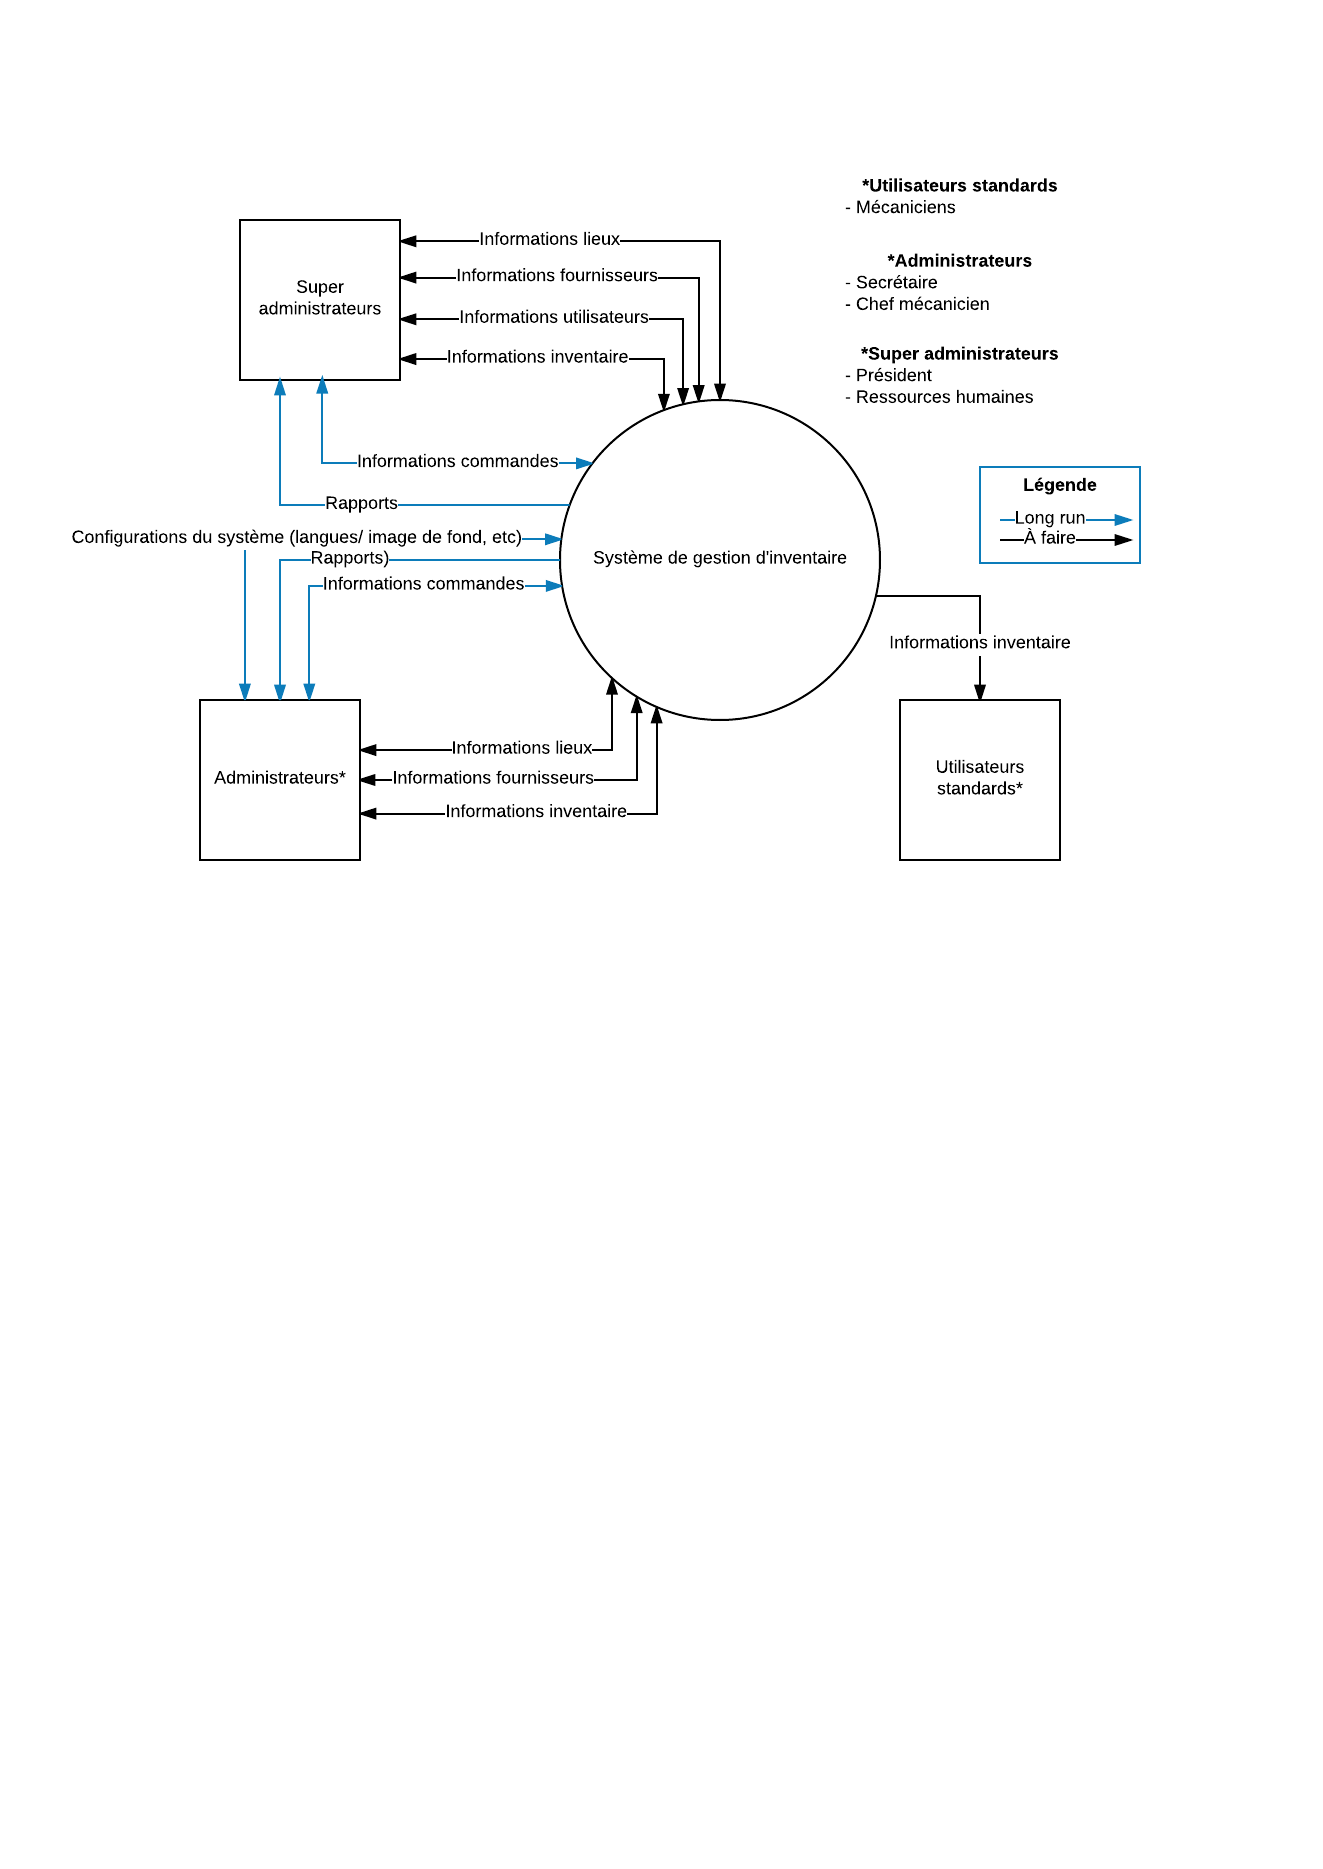 *Utilisateurs standards
- Mécaniciens
*Administrateurs
- Secrétaire
- Chef mécanicien
*Super administrateurs
- Président
- Ressources humaines
Super
administrateurs
Informations lieux
Informations fournisseurs
Informations utilisateurs
Informations inventaire
Informations commandes
Rapports
Configurations du système (langues/ image de fond, etc)
Rapports)
Informations commandes
Système de gestion d'inventaire
Légende
Long run
À faire
Informations inventaire
Administrateurs*
Informations lieux
Informations fournisseurs
Informations inventaire
Utilisateurs
standards*